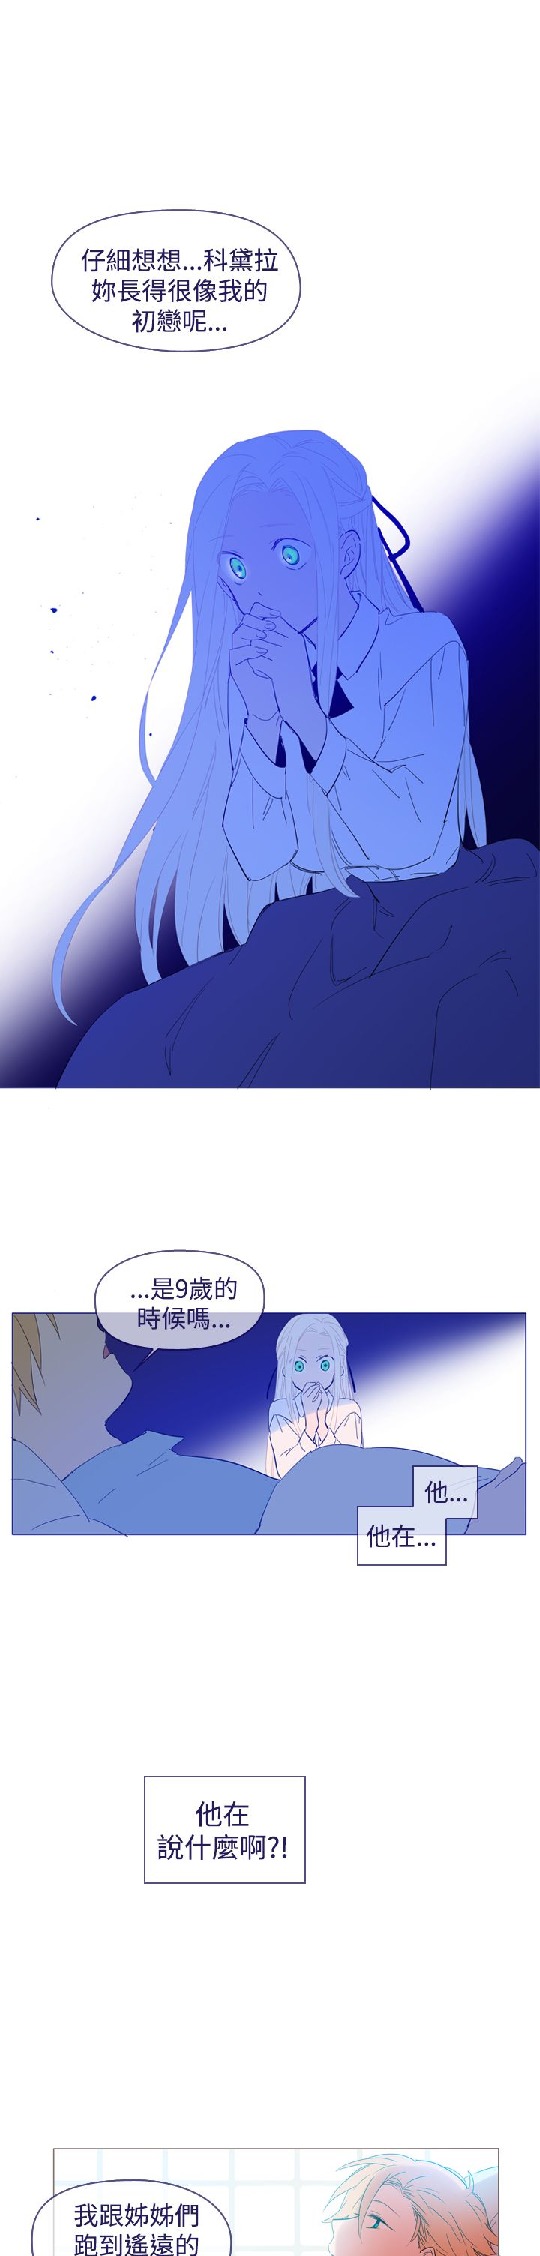 仔細想想...科黛拉
妳長得很像我的
初戀呢...
...是9歲的
時候嗎...
他...
他在...
他在
說什麼啊?!
我跟姊姊們
跑到遙遠的